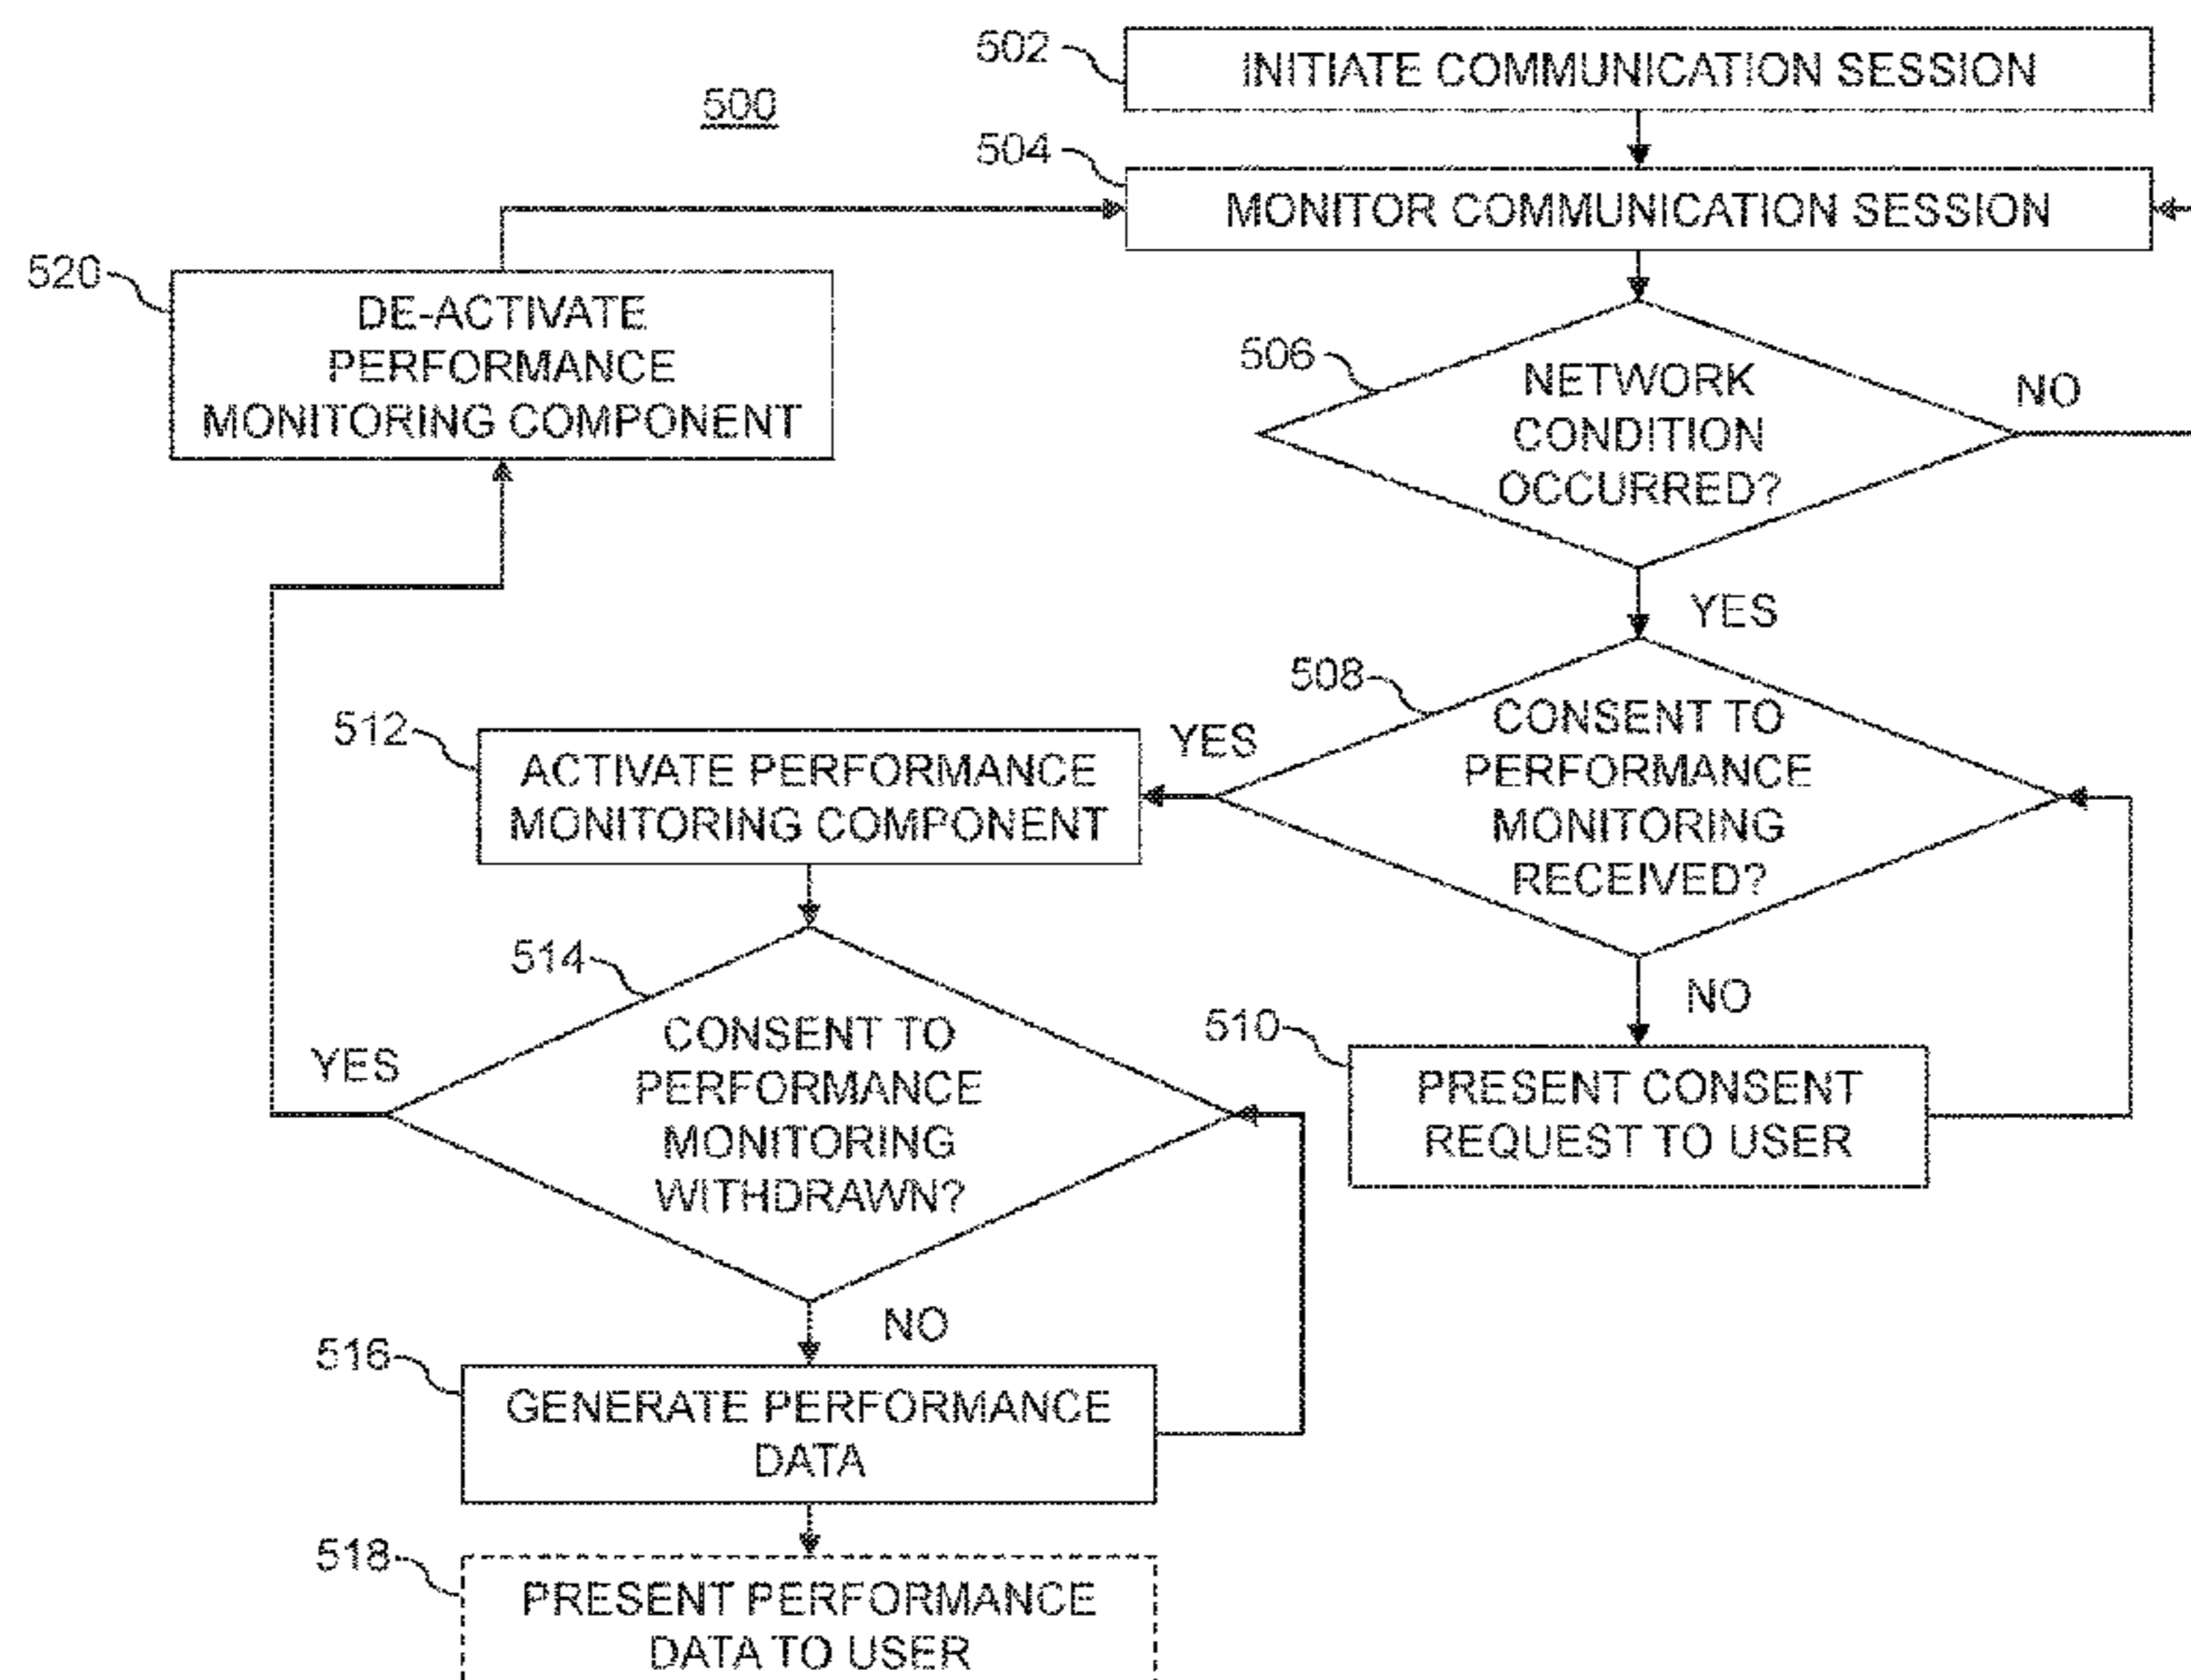 502
INITIATE COMMUNICATION SESSION
500
504
MONITOR COMMUNICATION SESSION
520
DE-ACTIVATE
PERFORMANCE
MONITORING COMPONENT
506
NETWORK
CONDITION
OCCURRED?
NO
YES
508
CONSENT TO
PERFORMANCE
MONITORING
RECEIVED?
YES
512
ACTIVATE PERFORMANCE
MONITORING COMPONENT
NO
510
PRESENT CONSENT
REQUEST TO USER
514
CONSENT TO
PERFORMANCE
MONITORING
WITHDRAWN?
YES
NO
516
GENERATE PERFORMANCE
DATA
518
PRESENT PERFORMANCE
DATA TO USER